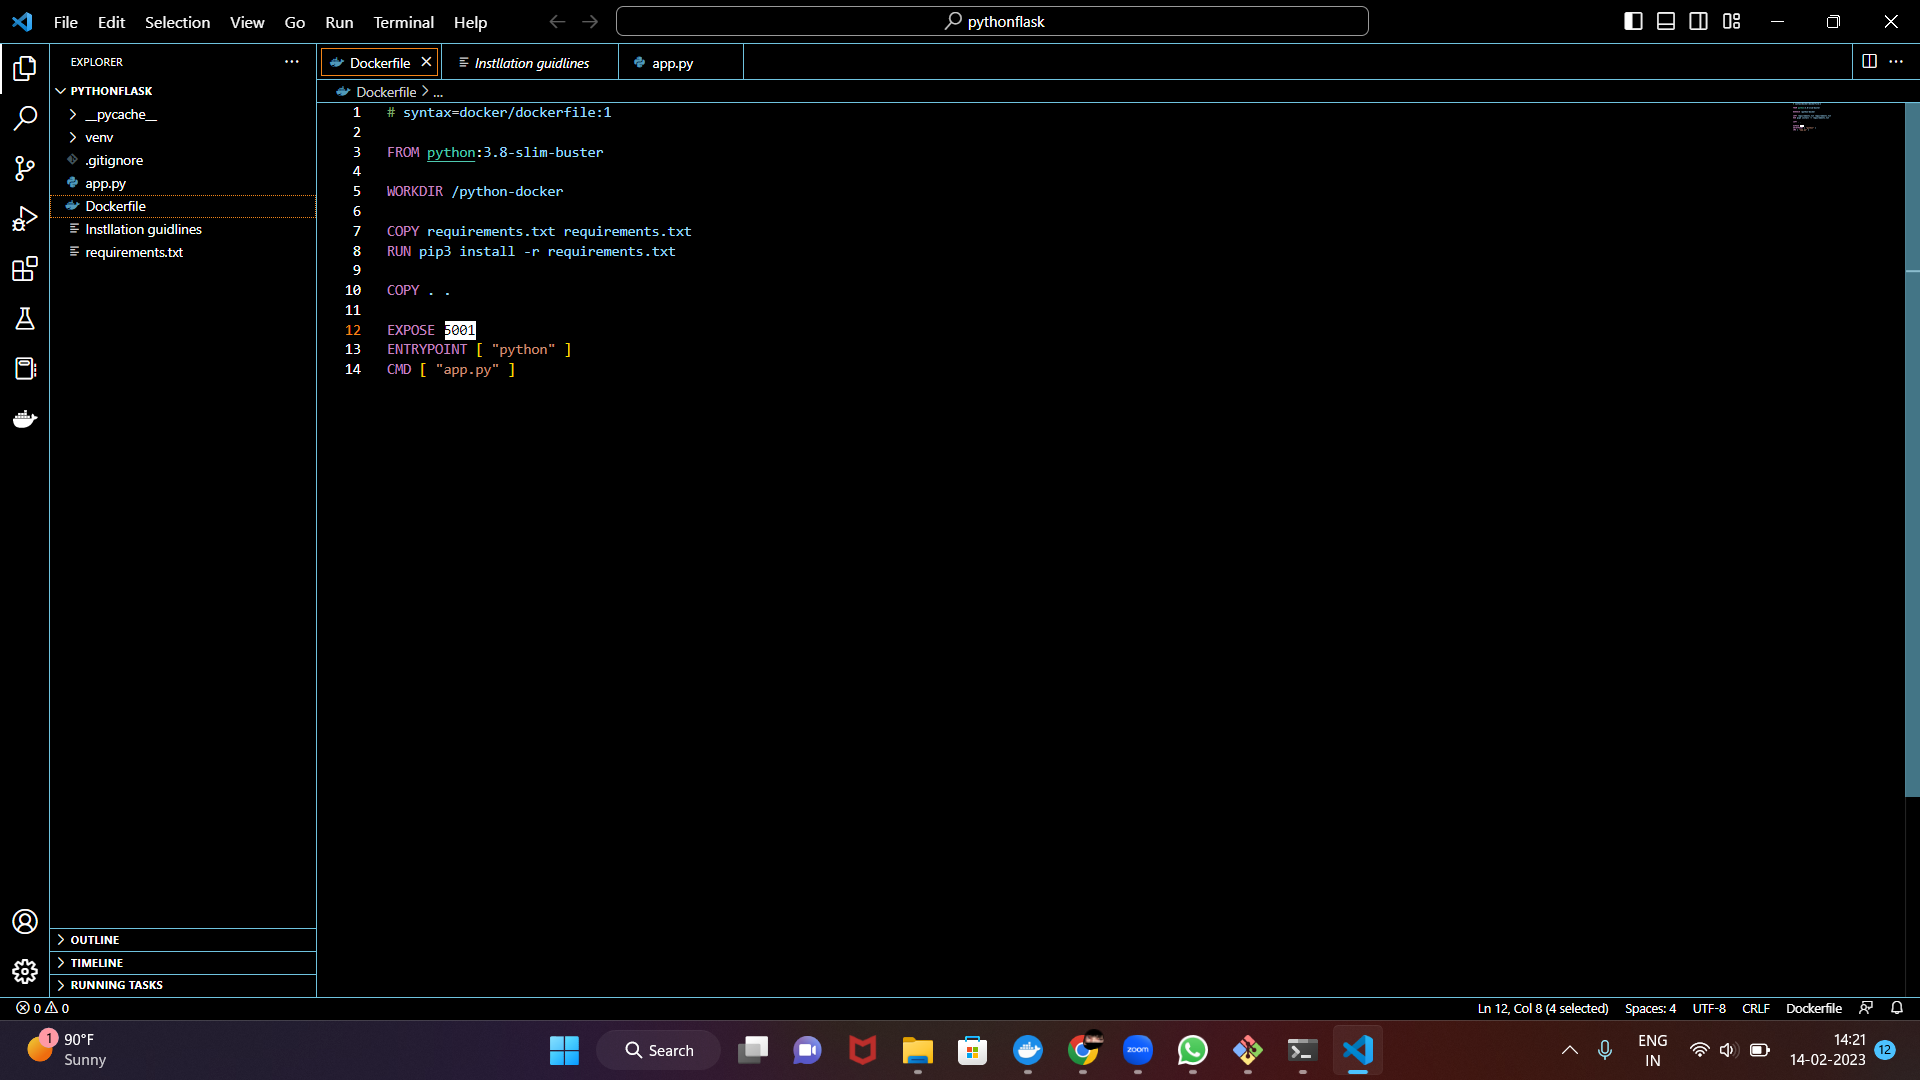 File Edit Selection View Go Run Terminal Help
pythonflask
EXPLORER
PYTHONFLASK
__pycache__
venv
.gitignore
app.py
Dockerfile
Instllation guidlines
requirements.txt
OUTLINE
TIMELINE
RUNNING TASKS
Dockerfile
Instllation guidlines
app.py
Dockerfile > ...
1 # syntax=docker/dockerfile:1
2
3 FROM python:3.8-slim-buster
4
5 WORKDIR /python-docker
6
7 COPY requirements.txt requirements.txt
8 RUN pip3 install -r requirements.txt
9
10 COPY . .
11
12 EXPOSE 5001
13 ENTRYPOINT [ "python" ]
14 CMD [ "app.py" ]
0 0
Ln 12, Col 8 (4 selected) Spaces: 4 UTF-8 CRLF Dockerfile
1
90°F
Sunny
Search
zoom
ENG
IN
14:21
14-02-2023
12